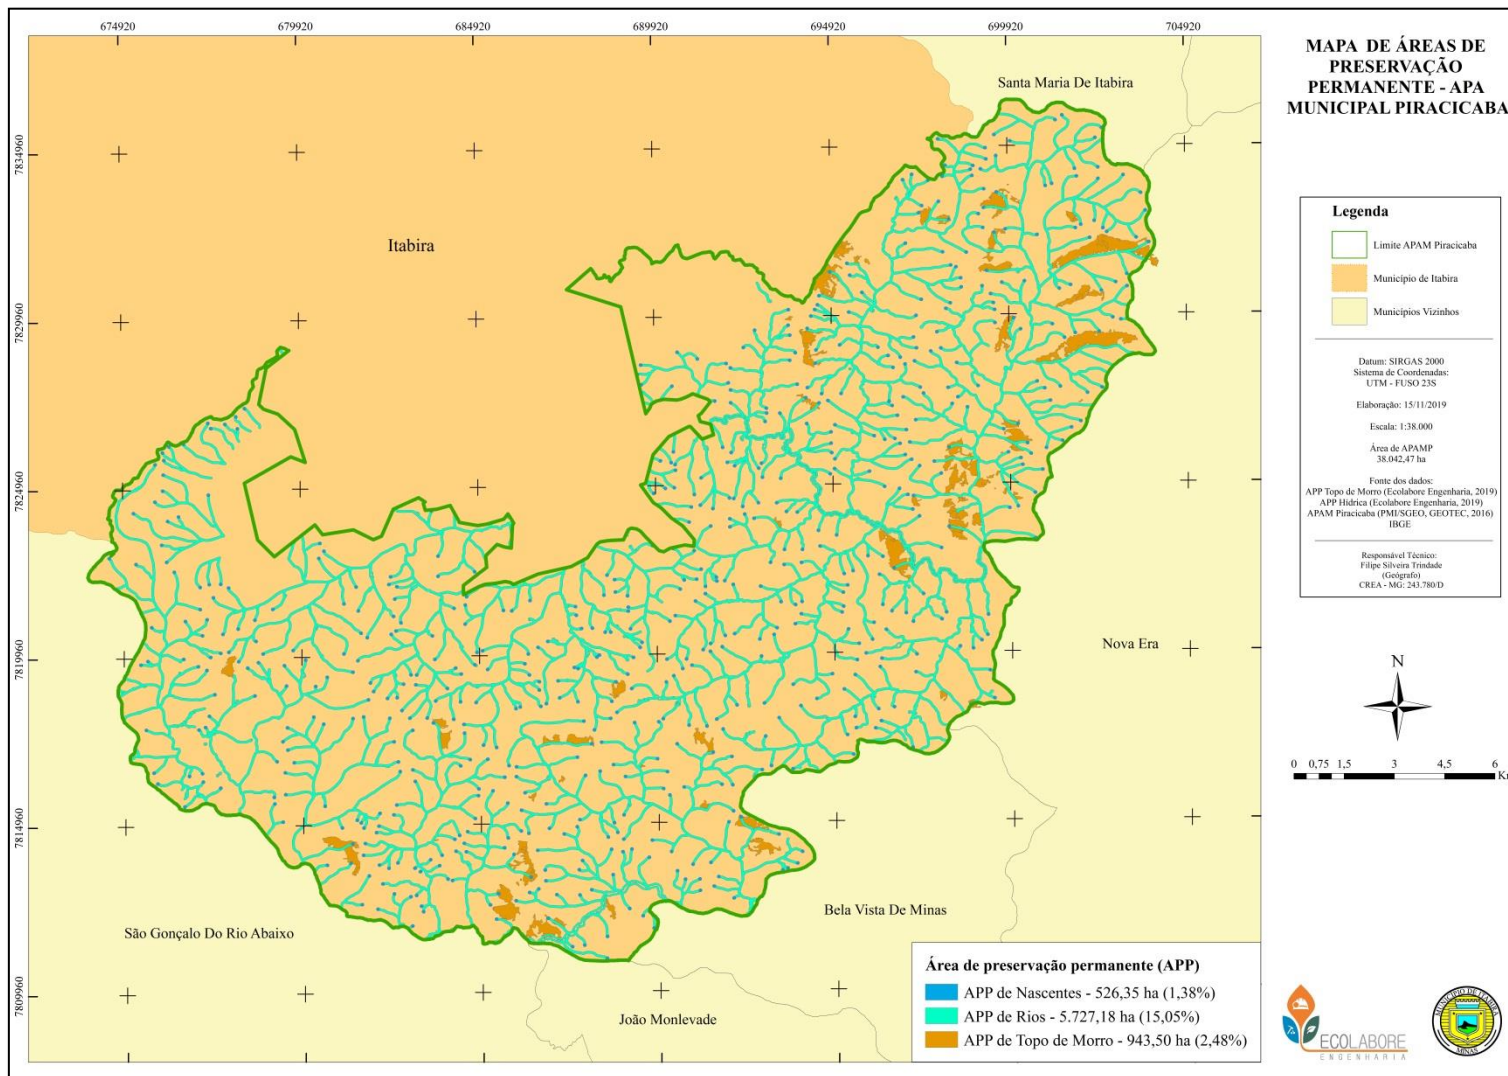 674920 679920 684920 689920 694920 699920 704920
MAPA DE ÁREAS DE
PRESERVAÇÃO
PERMANENTE - APA
MUNICIPAL PIRACICABA
Santa Maria De Itabira
7834960
Legenda
Limite APAM Piracicaba
Município de Itabira
Municípios Vizinhos
Itabira
7829960
Datum: SIRGAS 2000
Sistema de Coordenadas:
UTM - FUSO 23S
Elaboração: 15/11/2019
Escala: 1:38.000
Área de APAMP
38.042,47 ha
Fonte dos dados:
APP Topo de Morro (Ecolabore Engenharia, 2019)
APP Hídrica (Ecolabore Engenharia, 2019)
APAM Piracicaba (PMI/SGEO, GEOTEC, 2016)
IBGE
Responsável Técnico:
Filipe Silveira Trindade
(Geógrafo)
CREA - MG: 243.780/D
7824960
7819960
Nova Era
N
0 0,75 1,5 3 4,5 6
Km
7814960
Bela Vista De Minas
São Gonçalo Do Rio Abaixo
7809960
João Monlevade
Área de preservação permanente (APP)
APP de Nascentes - 526,35 ha (1,38%)
APP de Rios - 5.727,18 ha (15,05%)
APP de Topo de Morro - 943,50 ha (2,48%)
ECOLABORE
ENGENHARIA
MUNICÍPIO DE ITABIRA
MINAS